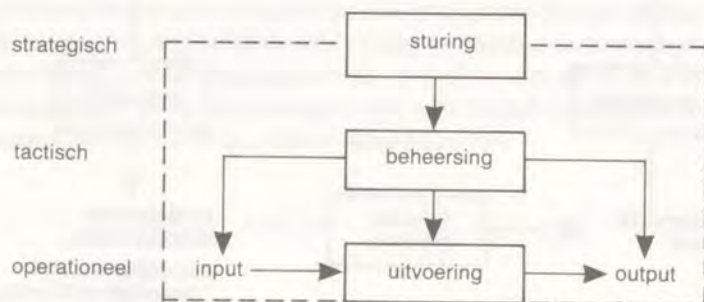 strategisch
sturing
tactisch
beheersing
operationeel
input
uitvoering
output